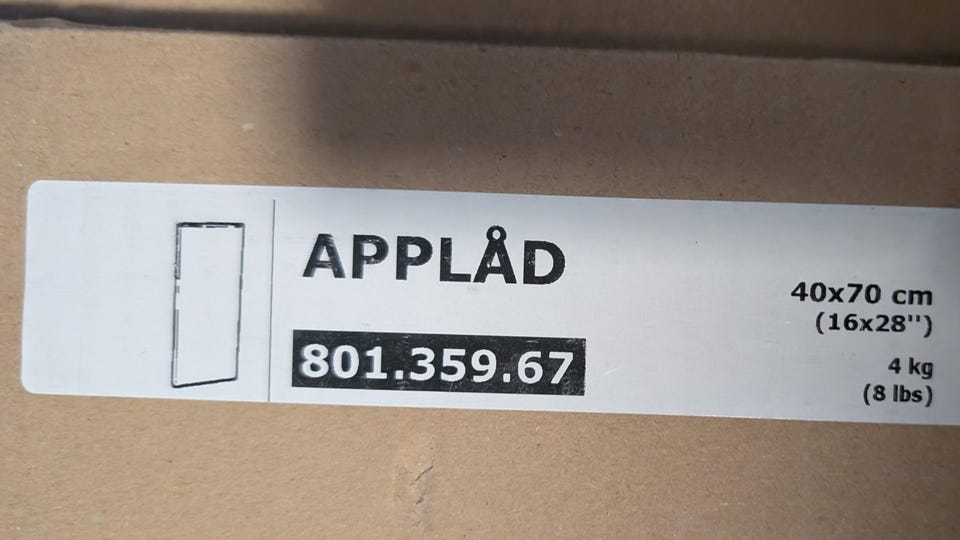 APPLÅD
801.359.67
40x70 cm
(16x28'')
4 kg
(8 lbs)